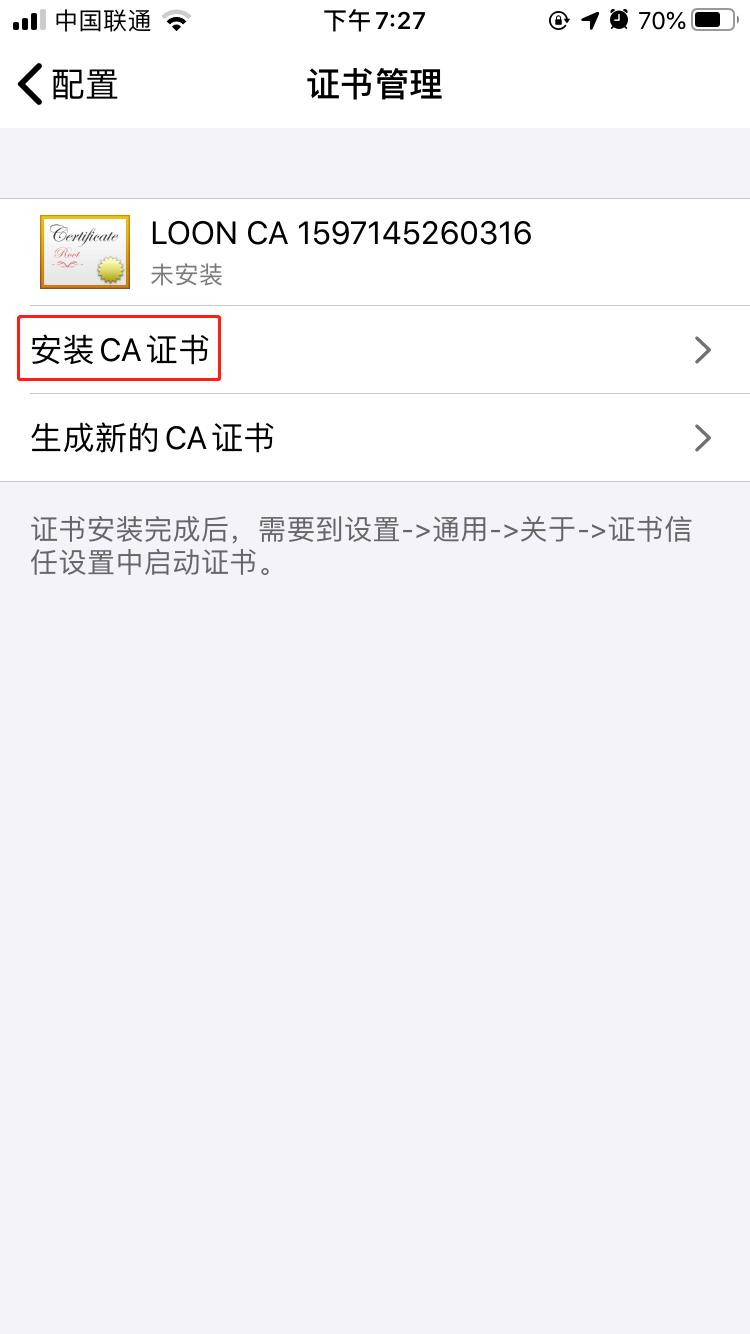 中国联通 下午7:27 70%
配置 证书管理
Certificate
Root
LOON CA 1597145260316
未安装
安装CA证书
生成新的CA证书
证书安装完成后，需要到设置->通用->关于->证书信
任设置中启动证书。